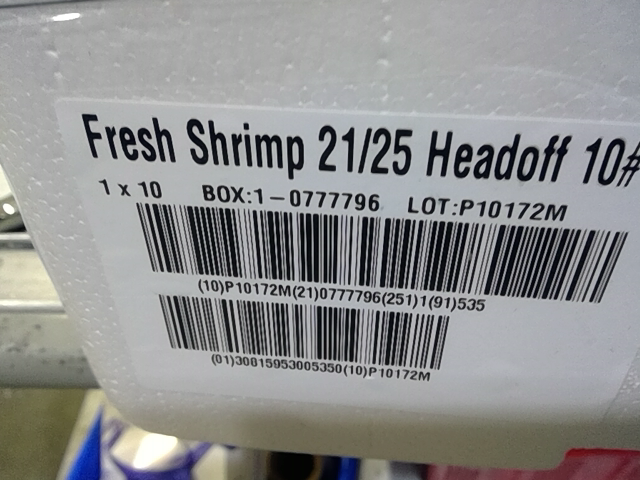 Fresh Shrimp 21/25 Headoff 10#
1 x 10 BOX:1-0777796 LOT:P10172M
(10)P10172M(21)0777796(251)1(91)535
(01)30815953005350(10)P10172M